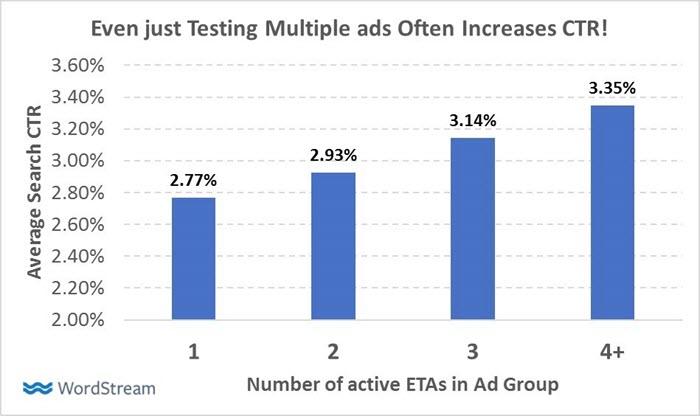 Even just Testing Multiple ads Often Increases CTR!
Average Search CTR
3.60%
3.40%
3.20%
3.00%
2.80%
2.60%
2.40%
2.20%
2.00%
2.77%
2.93%
3.14%
3.35%
1 2 3 4+
Number of active ETAs in Ad Group
WordStream